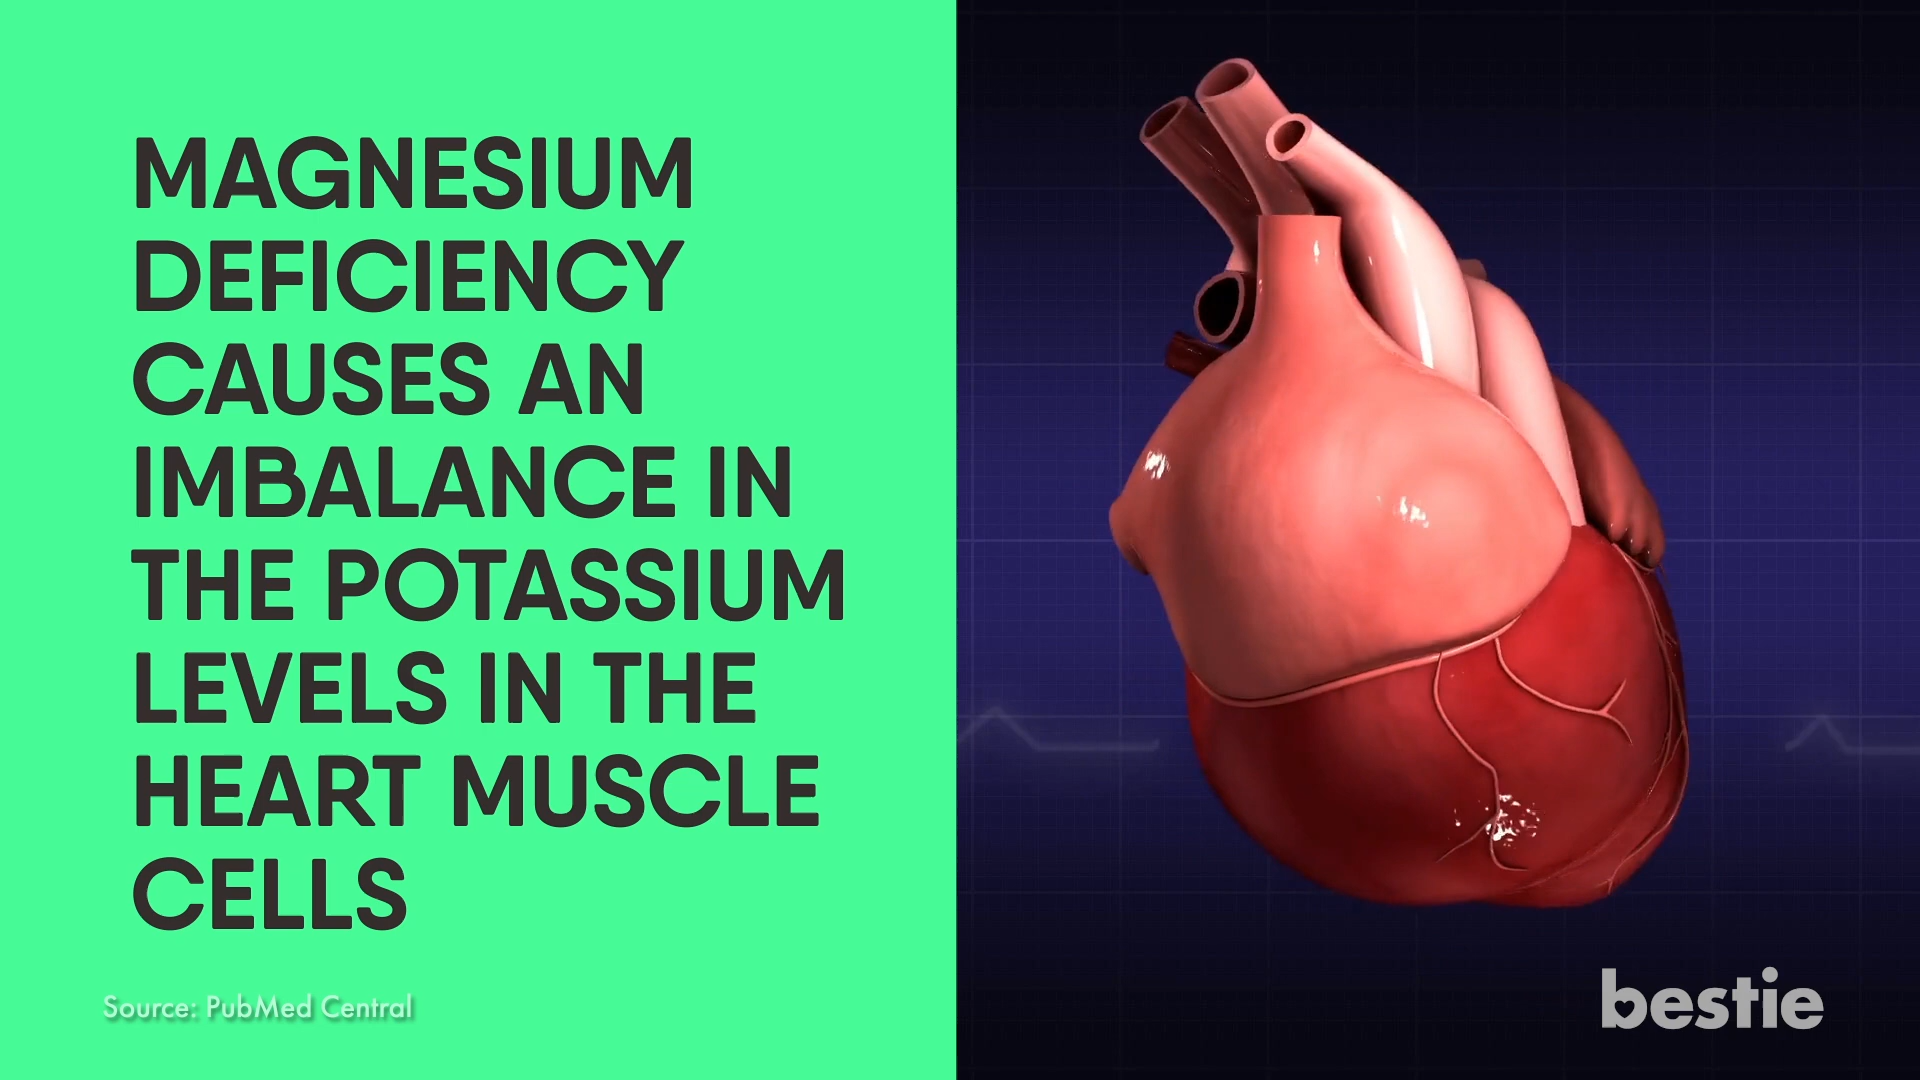 MAGNESIUM
DEFICIENCY
CAUSES AN
IMBALANCE IN
THE POTASSIUM
LEVELS IN THE
HEART MUSCLE
CELLS
Source: PubMed Central
bestie